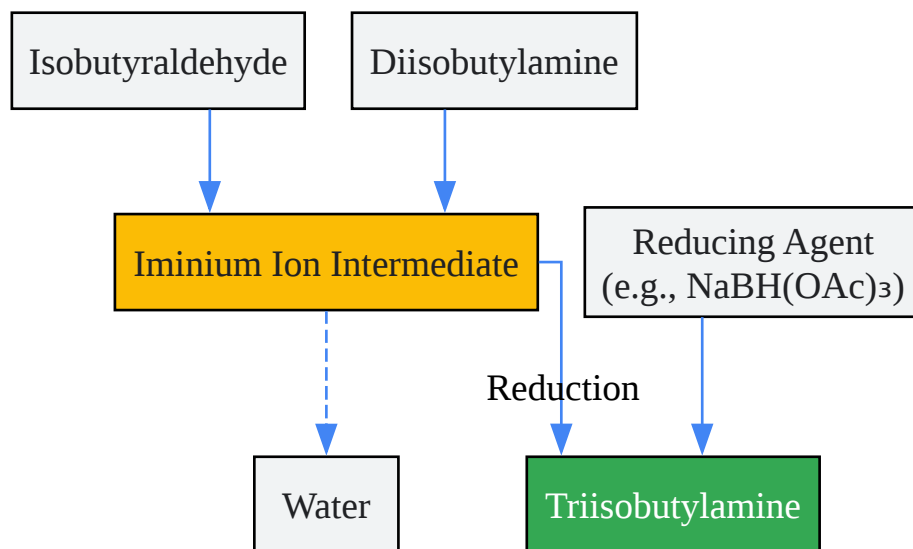 Isobutyraldehyde
Diisobutylamine
Iminium Ion Intermediate
Reducing Agent
(e.g., NaBH(OAc)₃)
Reduction
Water
Triisobutylamine